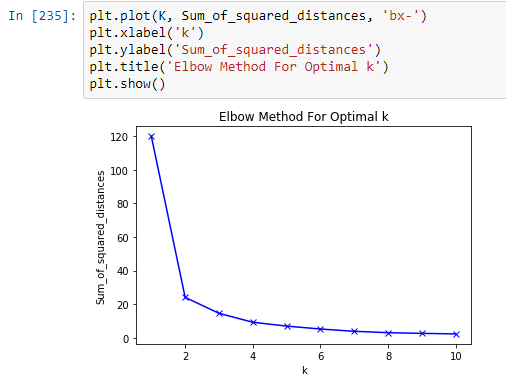 In [235]: plt.plot(K, Sum_of_squared_distances, 'bx-')
plt.xlabel('k')
plt.ylabel('Sum_of_squared_distances')
plt.title('Elbow Method For Optimal k')
plt.show()
Elbow Method For Optimal k
120
100
80
60
40
20
0
Sum_of_squared_distances
2 4 6 8 10
k